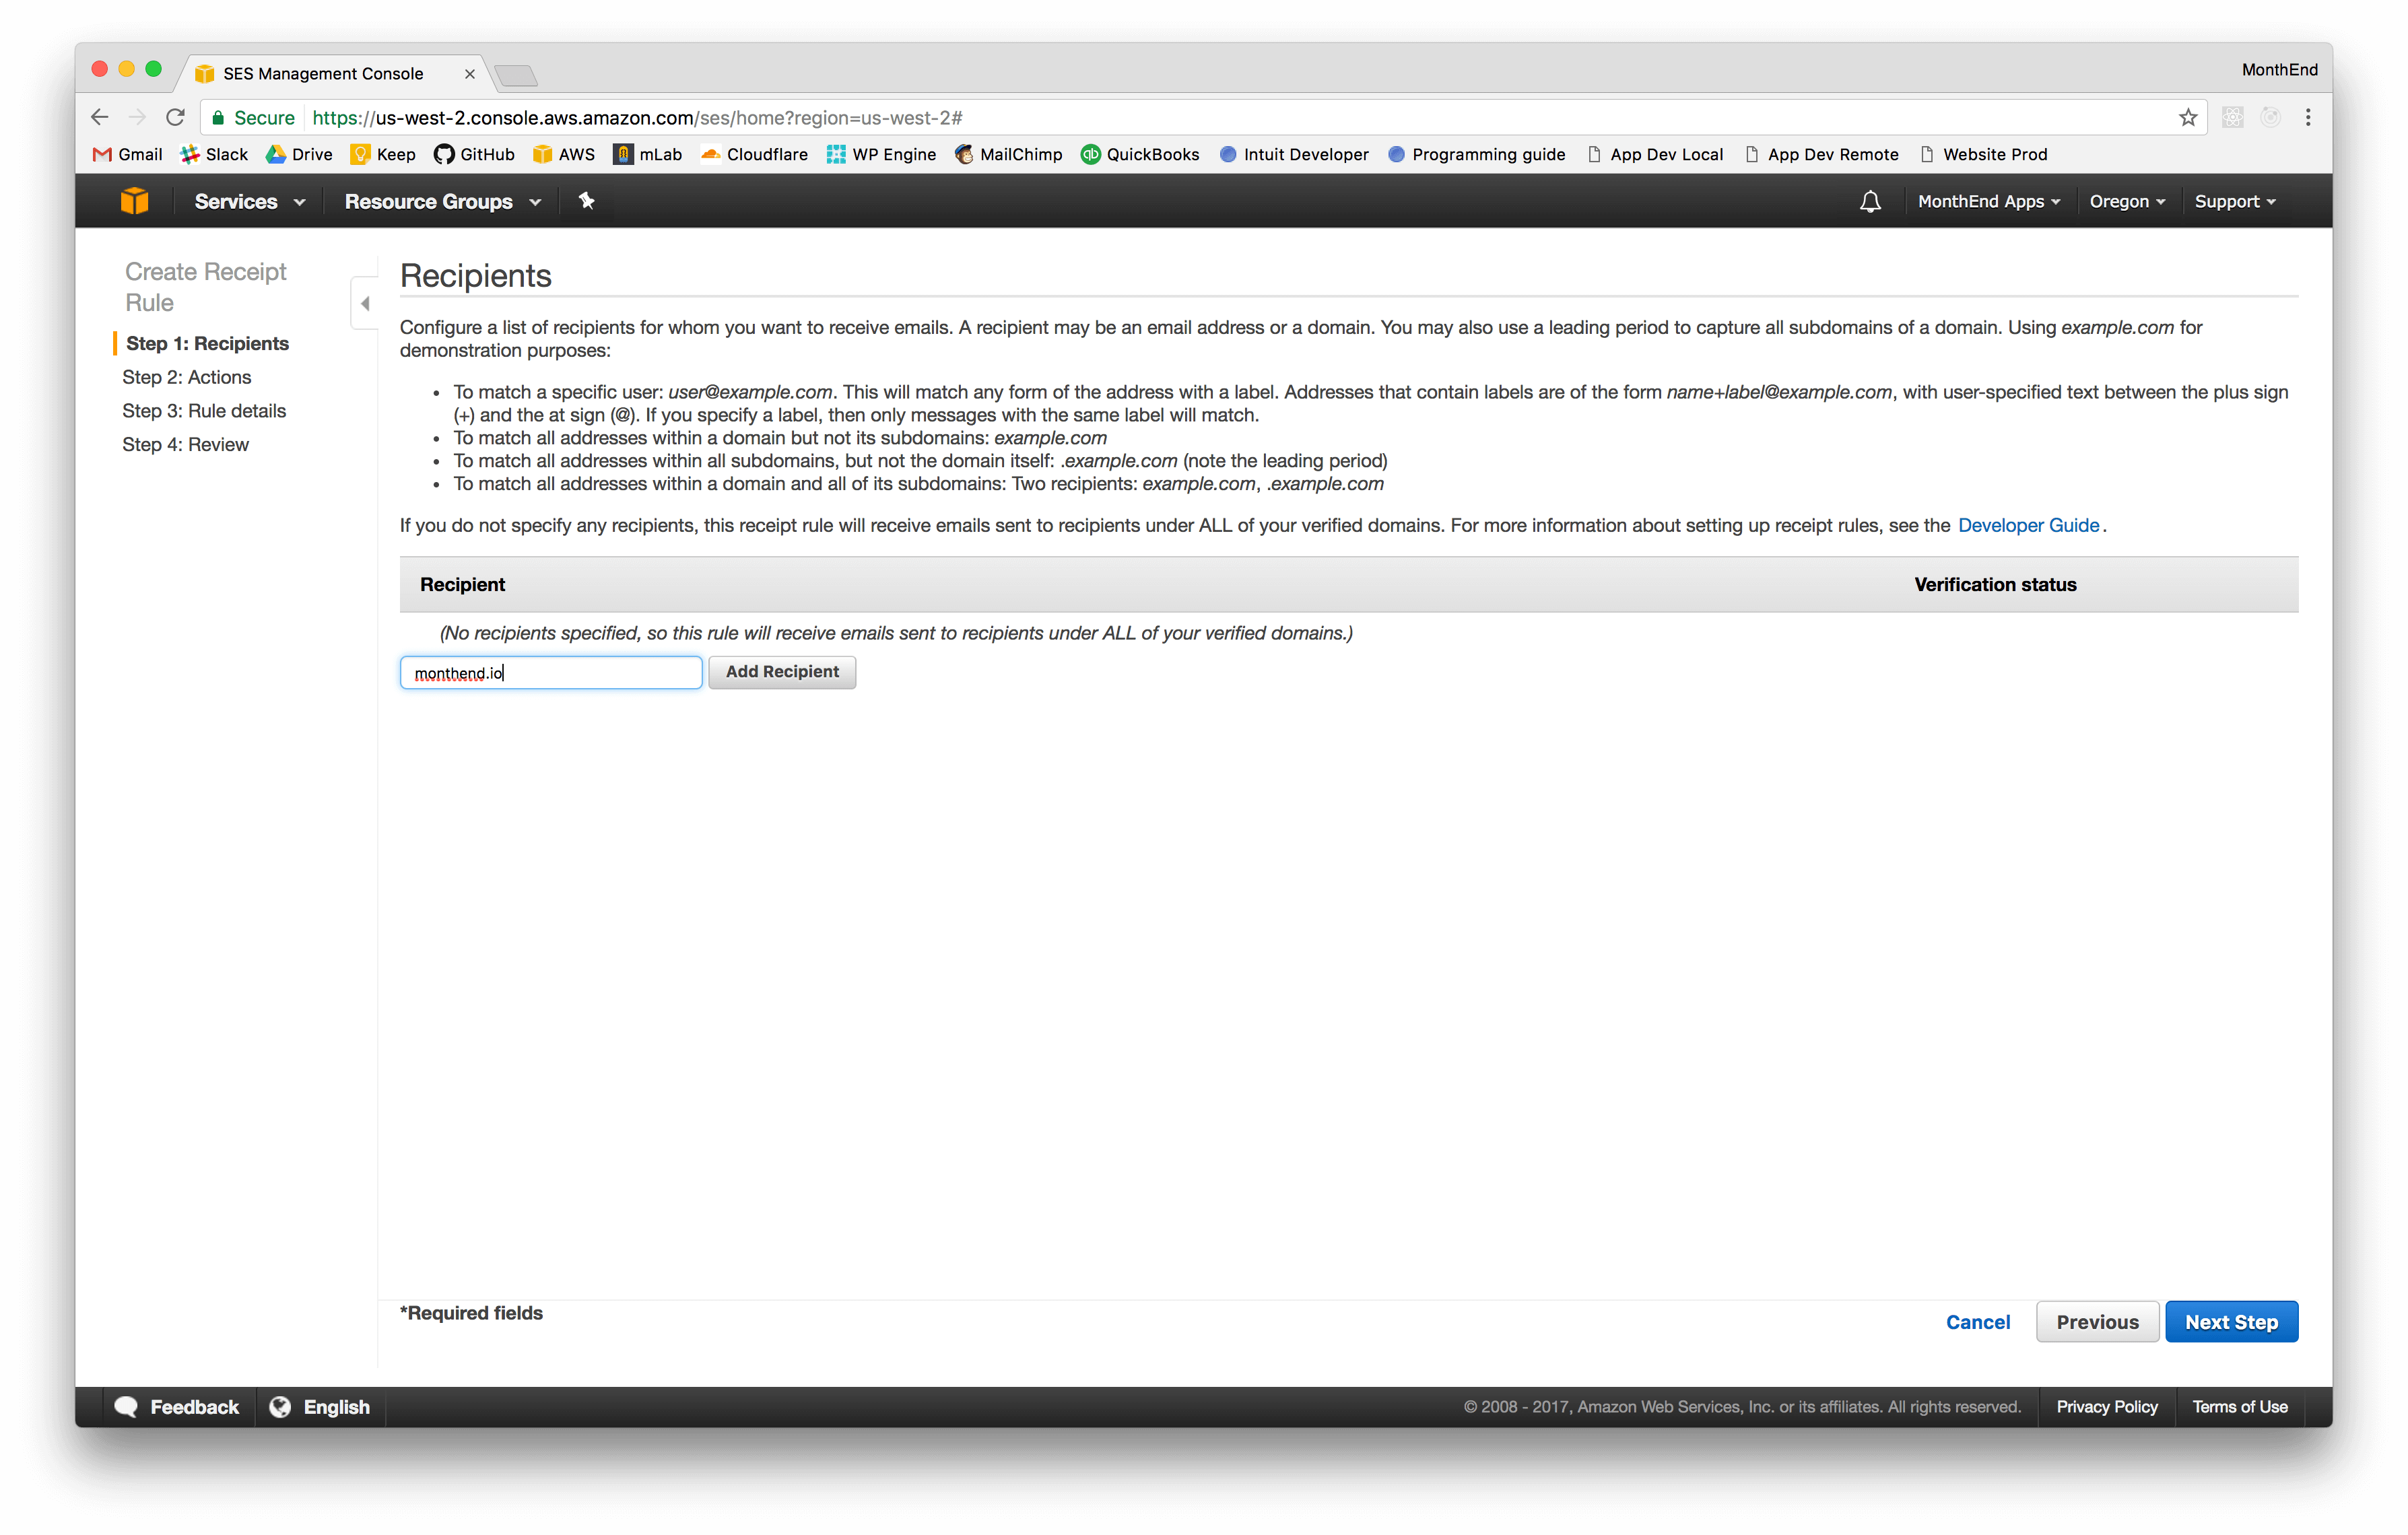 SES Management Console
MonthEnd
Secure https://us-west-2.console.aws.amazon.com/ses/home?region=us-west-2#
Gmail Slack Drive Keep GitHub AWS mLab Cloudflare WP Engine MailChimp QuickBooks Intuit Developer Programming guide App Dev Local App Dev Remote Website Prod
Services Resource Groups MonthEnd Apps Oregon Support
Create Receipt
Rule
Step 1: Recipients
Step 2: Actions
Step 3: Rule details
Step 4: Review
Recipients
Configure a list of recipients for whom you want to receive emails. A recipient may be an email address or a domain. You may also use a leading period to capture all subdomains of a domain. Using example.com for
demonstration purposes:
• To match a specific user: user@example.com. This will match any form of the address with a label. Addresses that contain labels are of the form name+label@example.com, with user-specified text between the plus sign
(+) and the at sign (@). If you specify a label, then only messages with the same label will match.
• To match all addresses within a domain but not its subdomains: example.com
• To match all addresses within all subdomains, but not the domain itself: .example.com (note the leading period)
• To match all addresses within a domain and all of its subdomains: Two recipients: example.com, .example.com
If you do not specify any recipients, this receipt rule will receive emails sent to recipients under ALL of your verified domains. For more information about setting up receipt rules, see the Developer Guide.
Recipient Verification status
(No recipients specified, so this rule will receive emails sent to recipients under ALL of your verified domains.)
monthend.io Add Recipient
*Required fields
Cancel Previous Next Step
Feedback English © 2008 - 2017, Amazon Web Services, Inc. or its affiliates. All rights reserved. Privacy Policy Terms of Use